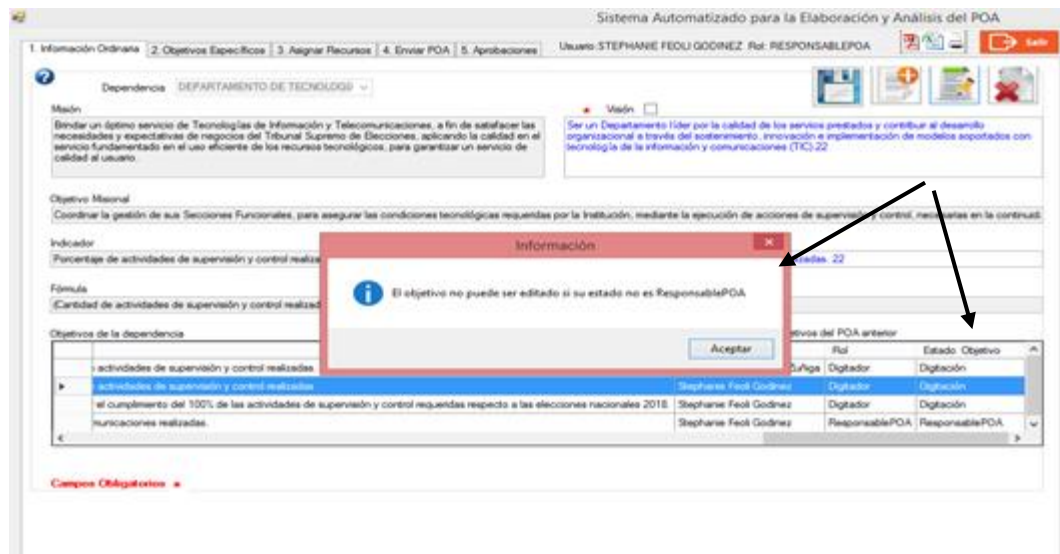 Sistema Automatizado para la Elaboración y Análisis del POA
1. Información Ordinaria 2. Objetivos Específicos 3. Asignar Recursos 4. Enviar POA 5. Aprobaciones Usuario: STEPHANIE FEOLI GODINEZ Rol: RESPONSABLEPOA Salir
Dependencia DEPARTAMENTO DE TECNOLOGÍ
Misión
Brindar un óptimo servicio de Tecnologías de Información y Telecomunicaciones, a fin de satisfacer las
necesidades y expectativas de negocios del Tribunal Supremo de Elecciones, aplicando la calidad en el
servicio fundamentado en el uso eficiente de los recursos tecnológicos, para garantizar un servicio de
calidad al usuario.
Visión
Ser un Departamento líder por la calidad de los servicios prestados y contribuir al desarrollo
organizacional a través del sostenimiento, innovación e implementación de modelos soportados con
tecnología de la información y comunicaciones (TIC).22
Objetivo Misional
Coordinar la gestión de sus Secciones Funcionales, para asegurar las condiciones tecnológicas requeridas por la Institución, mediante la ejecución de acciones de supervisión y control, necesarias en la continuid
Indicador
Porcentaje de actividades de supervisión y control realiza
zadas. 22
Fórmula
(Cantidad de actividades de supervisión y control realizad
Información
El objetivo no puede ser editado si su estado no es ResponsablePOA
Aceptar
Objetivos de la dependencia
etivos del POA anterior
Rol Estado Objetivo
actividades de supervisión y control realizadas Zuñiga Digitador Digitación
actividades de supervisión y control realizadas Stephanie Feoli Godinez Digitador Digitación
el cumplimiento del 100% de las actividades de supervisión y control requeridas respecto a las elecciones nacionales 2018. Stephanie Feoli Godinez Digitador Digitación
municaciones realizadas. Stephanie Feoli Godinez ResponsablePOA ResponsablePOA
Campos Obligatorios